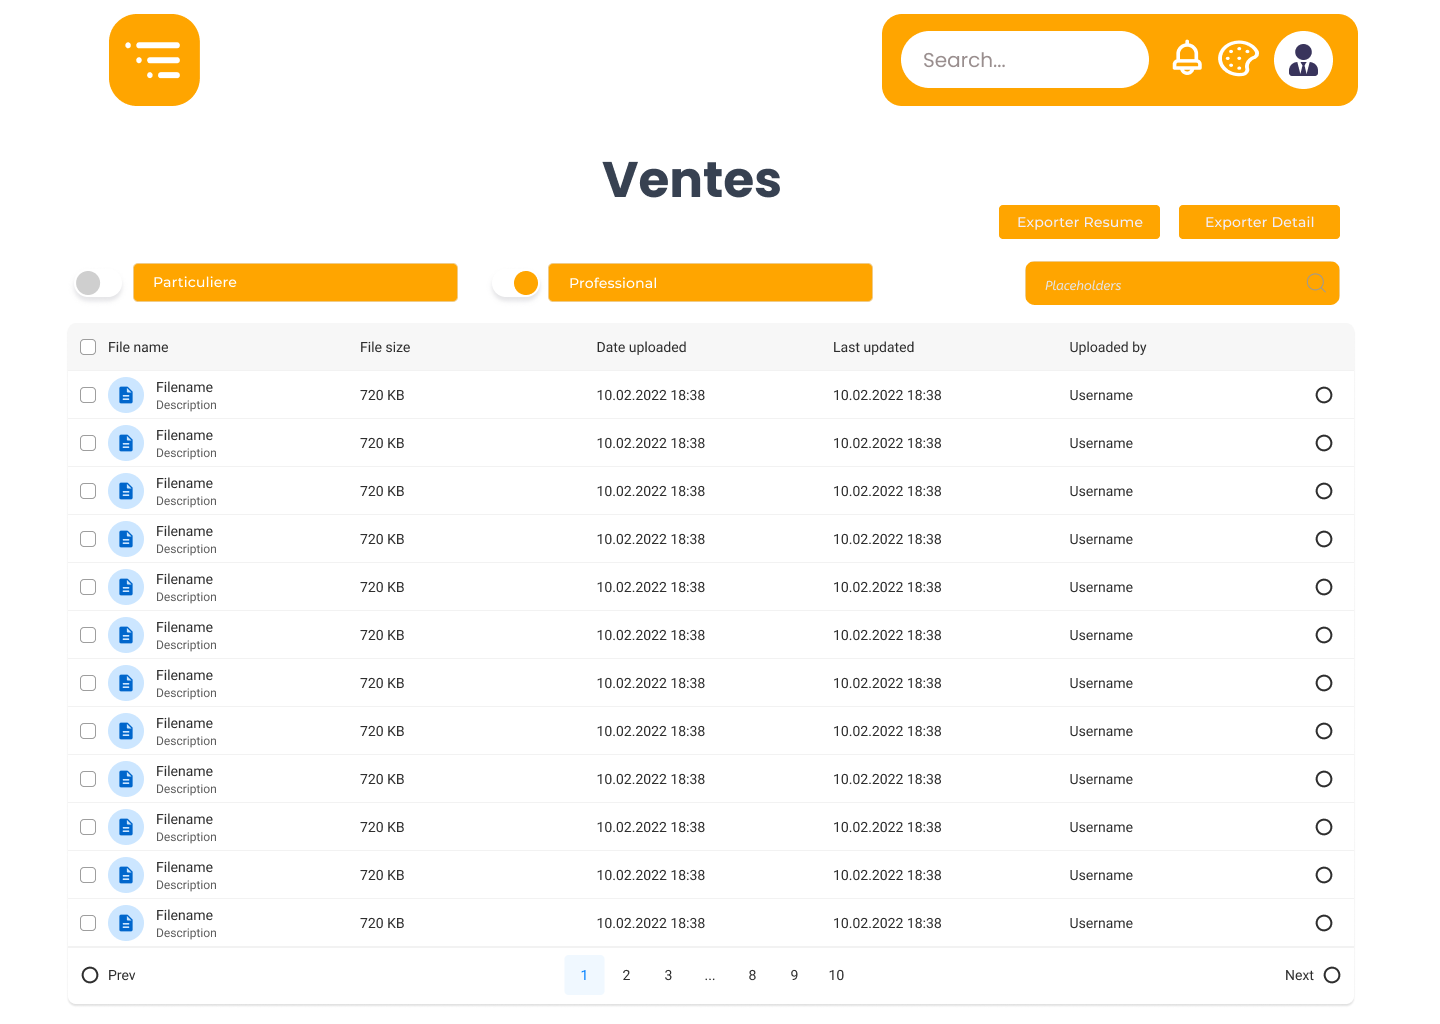 Search...
Ventes
Exporter Resume Exporter Detail
Particuliere Professional Placeholders
File name File size Date uploaded Last updated Uploaded by
Filename
Description
720 KB 10.02.2022 18:38 10.02.2022 18:38 Username
Filename
Description
720 KB 10.02.2022 18:38 10.02.2022 18:38 Username
Filename
Description
720 KB 10.02.2022 18:38 10.02.2022 18:38 Username
Filename
Description
720 KB 10.02.2022 18:38 10.02.2022 18:38 Username
Filename
Description
720 KB 10.02.2022 18:38 10.02.2022 18:38 Username
Filename
Description
720 KB 10.02.2022 18:38 10.02.2022 18:38 Username
Filename
Description
720 KB 10.02.2022 18:38 10.02.2022 18:38 Username
Filename
Description
720 KB 10.02.2022 18:38 10.02.2022 18:38 Username
Filename
Description
720 KB 10.02.2022 18:38 10.02.2022 18:38 Username
Filename
Description
720 KB 10.02.2022 18:38 10.02.2022 18:38 Username
Filename
Description
720 KB 10.02.2022 18:38 10.02.2022 18:38 Username
Filename
Description
720 KB 10.02.2022 18:38 10.02.2022 18:38 Username
Prev 1 2 3 ... 8 9 10 Next